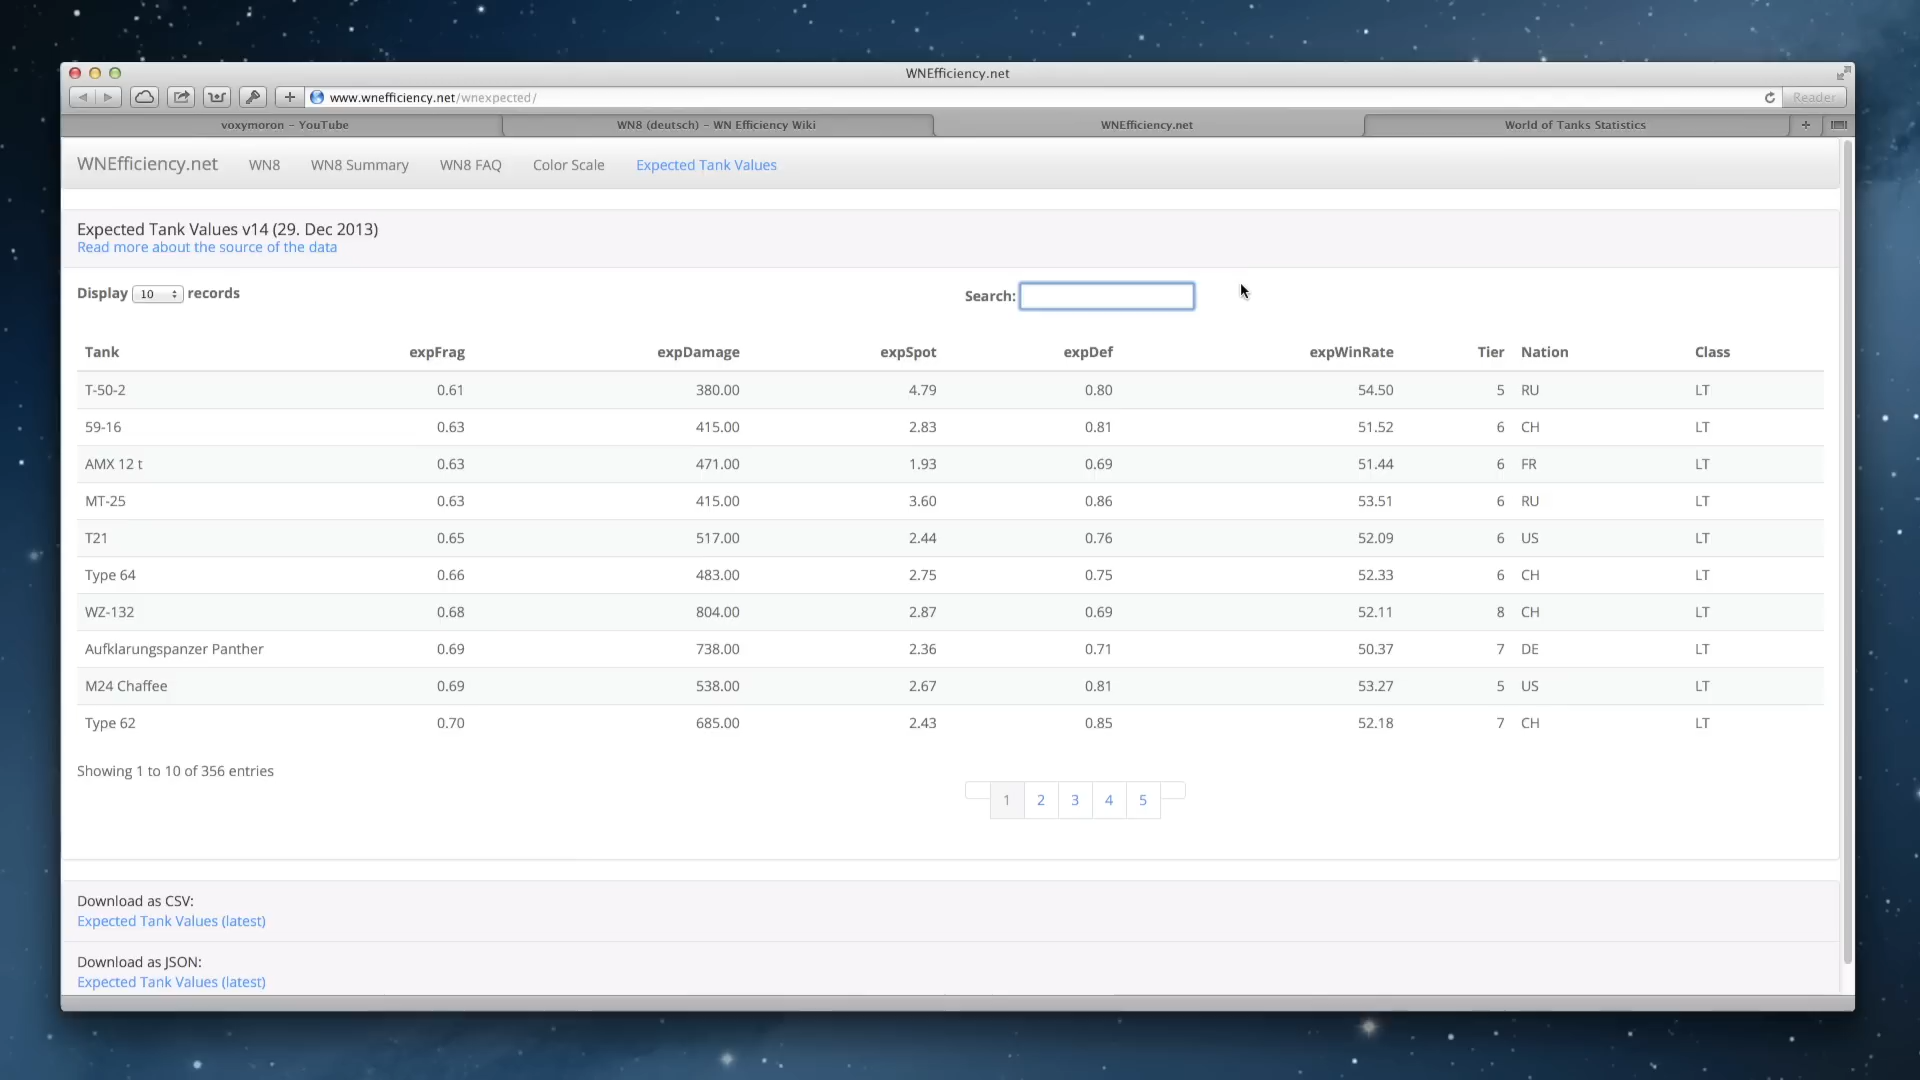 WNEfficiency.net
www.wnefficiency.net/wnexpected/
Reader
voxymoron – YouTube
WN8 (deutsch) – WN Efficiency Wiki
WNEfficiency.net
World of Tanks Statistics
WNEfficiency.net WN8 WN8 Summary WN8 FAQ Color Scale Expected Tank Values
Expected Tank Values v14 (29. Dec 2013)
Read more about the source of the data
Display 10 records
Search:
Tank expFrag expDamage expSpot expDef expWinRate Tier Nation Class
T-50-2 0.61 380.00 4.79 0.80 54.50 5 RU LT
59-16 0.63 415.00 2.83 0.81 51.52 6 CH LT
AMX 12 t 0.63 471.00 1.93 0.69 51.44 6 FR LT
MT-25 0.63 415.00 3.60 0.86 53.51 6 RU LT
T21 0.65 517.00 2.44 0.76 52.09 6 US LT
Type 64 0.66 483.00 2.75 0.75 52.33 6 CH LT
WZ-132 0.68 804.00 2.87 0.69 52.11 8 CH LT
Aufklarungspanzer Panther 0.69 738.00 2.36 0.71 50.37 7 DE LT
M24 Chaffee 0.69 538.00 2.67 0.81 53.27 5 US LT
Type 62 0.70 685.00 2.43 0.85 52.18 7 CH LT
Showing 1 to 10 of 356 entries
1 2 3 4 5
Download as CSV:
Expected Tank Values (latest)
Download as JSON:
Expected Tank Values (latest)